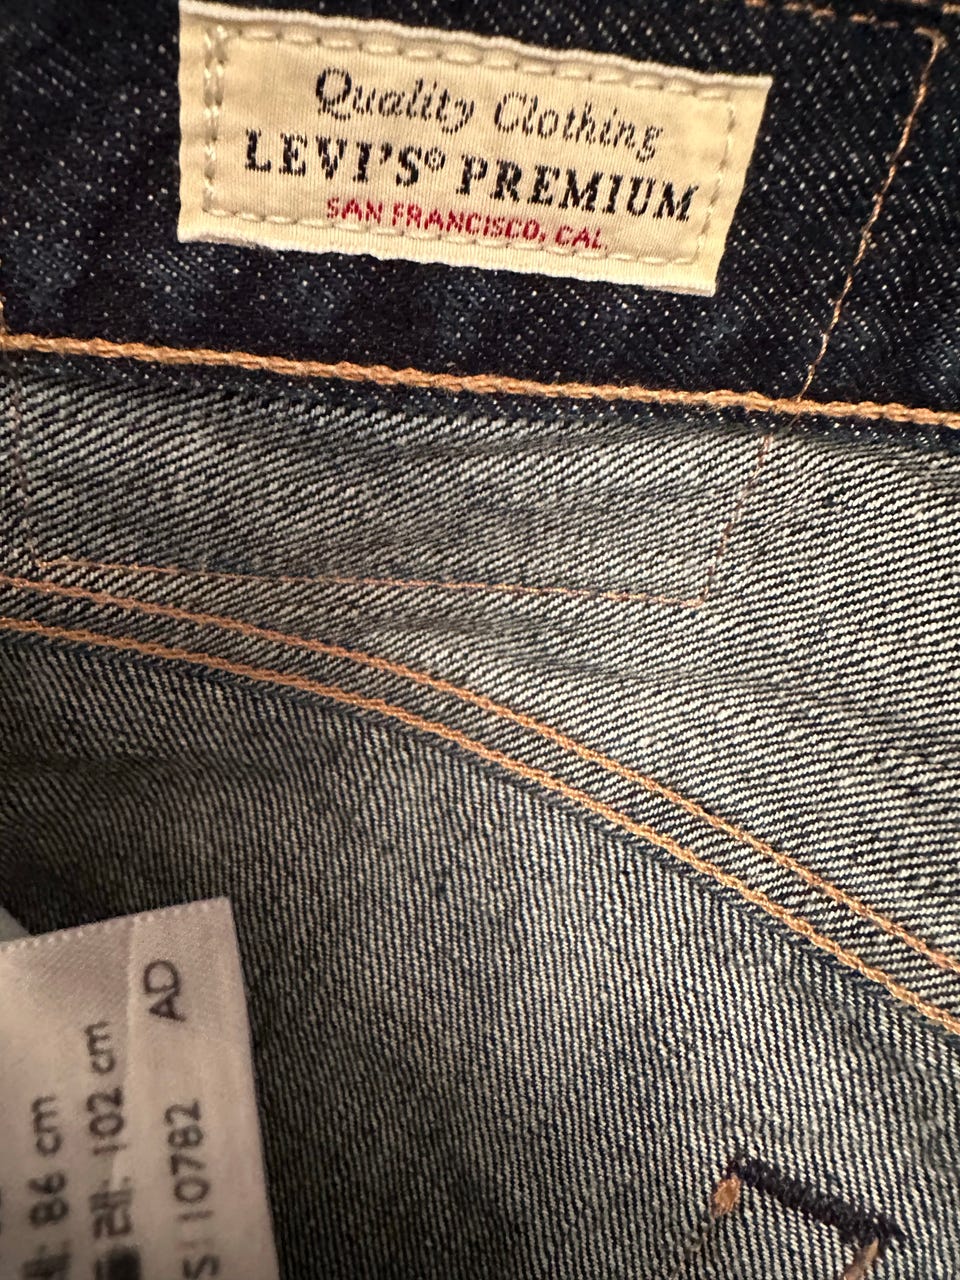 Quality Clothing
LEVI'S® PREMIUM
SAN FRANCISCO, CAL
86 cm
102 cm
10782 AD